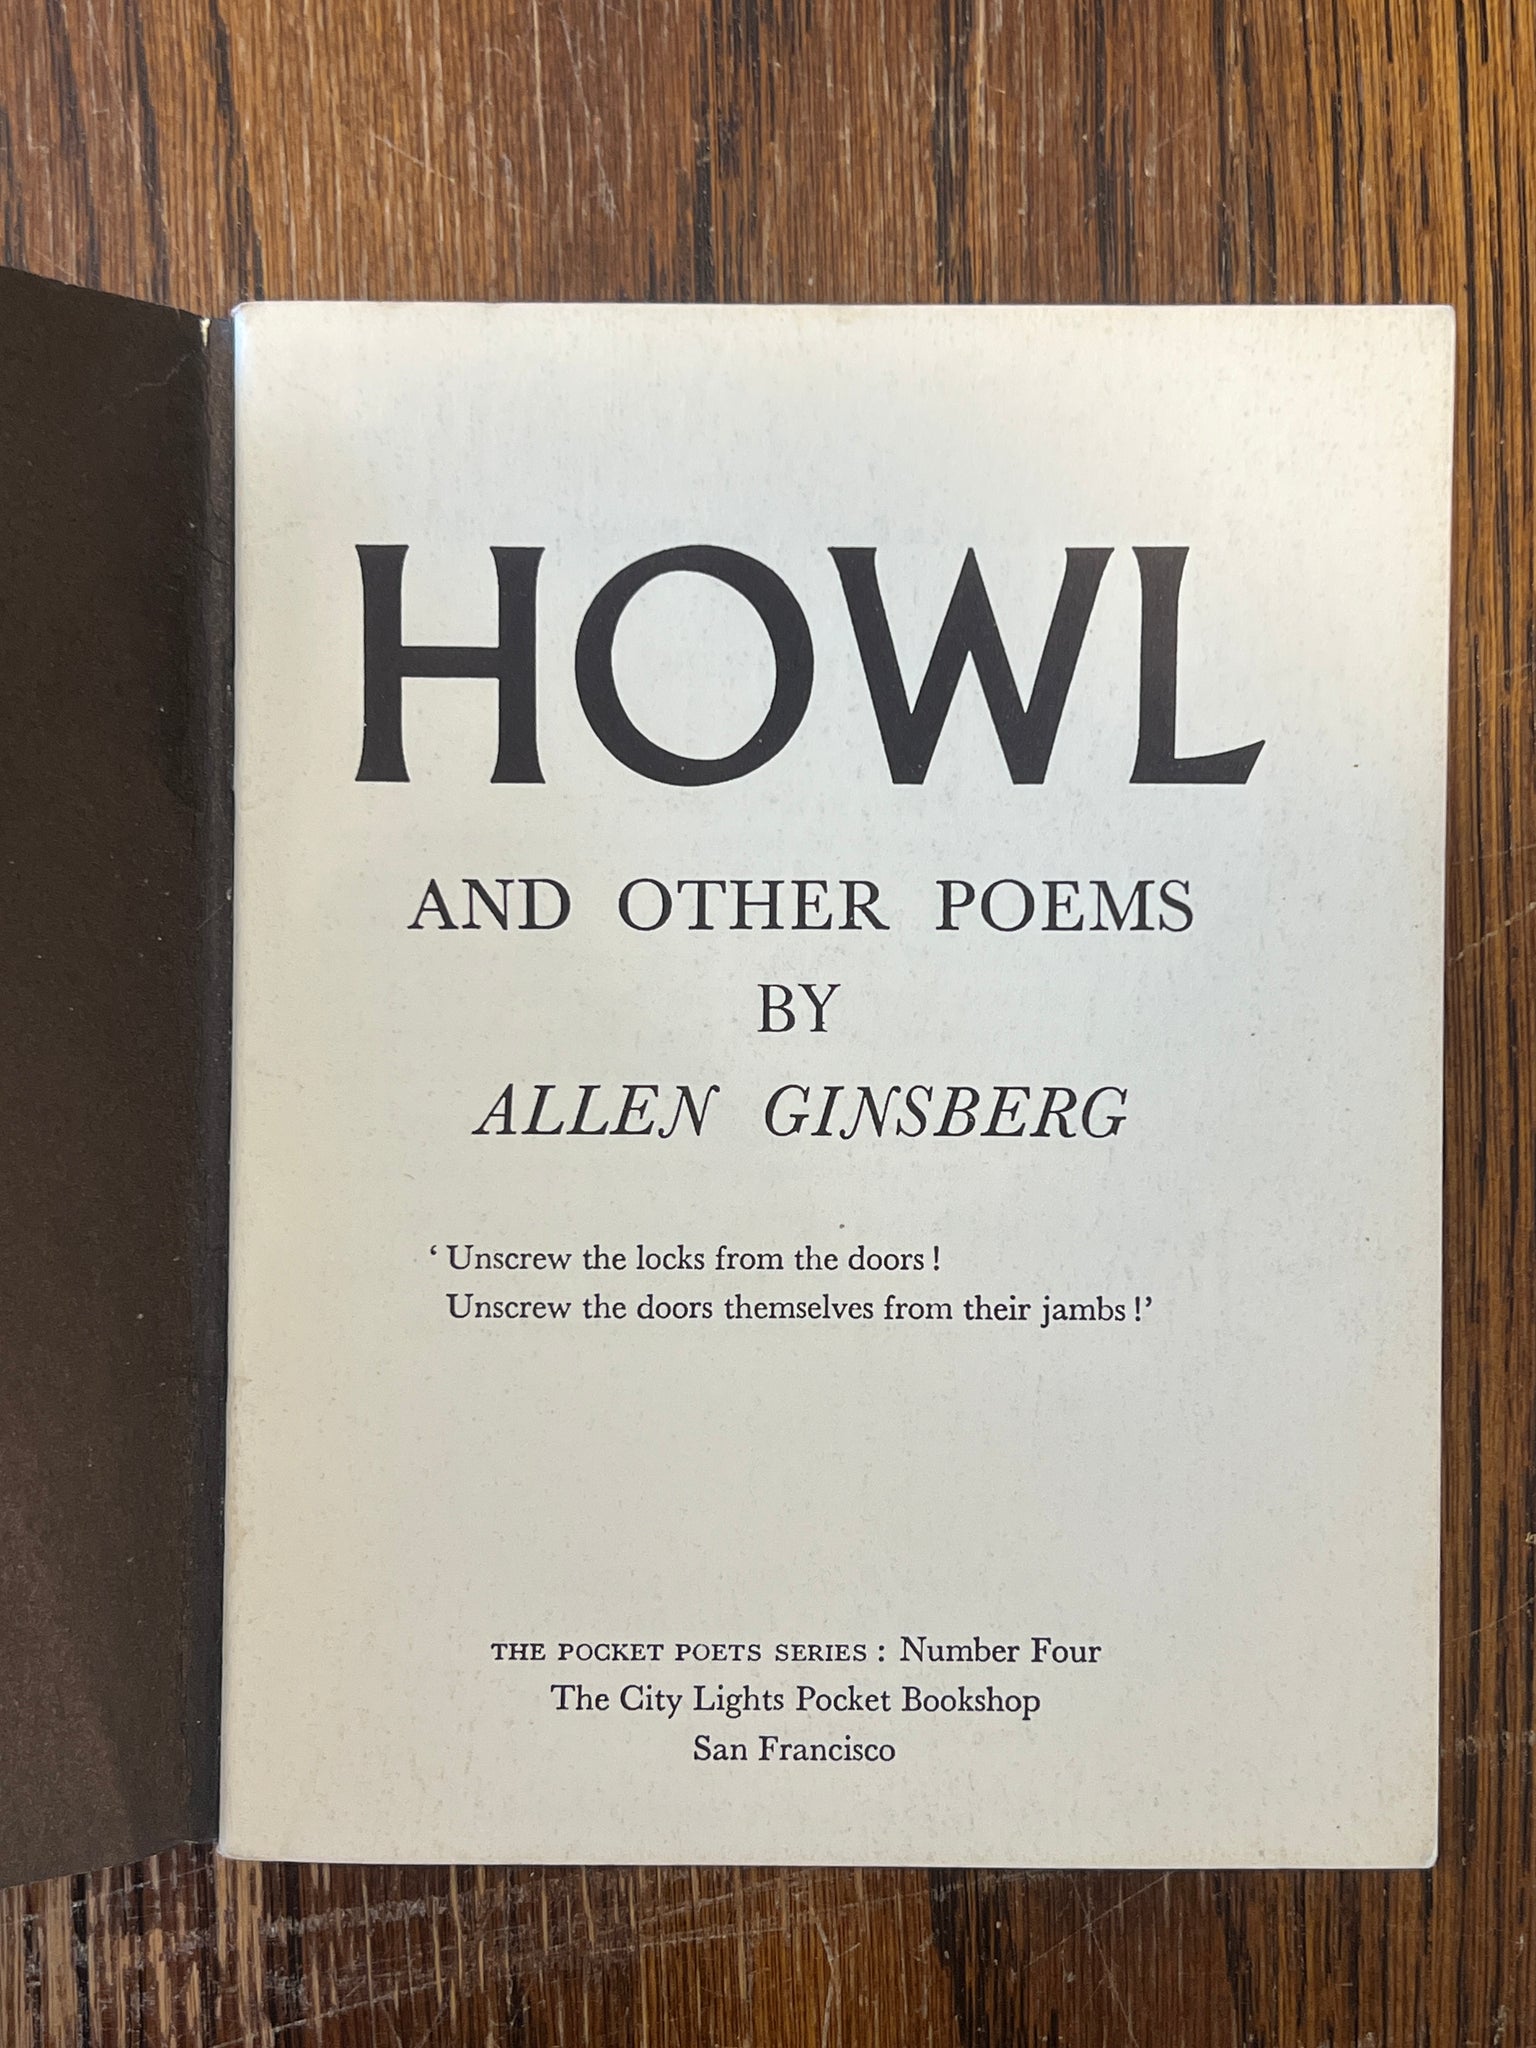 HOWL
AND OTHER POEMS
BY
ALLEN GINSBERG
‘Unscrew the locks from the doors!
Unscrew the doors themselves from their jambs!’
THE POCKET POETS SERIES : Number Four
The City Lights Pocket Bookshop
San Francisco